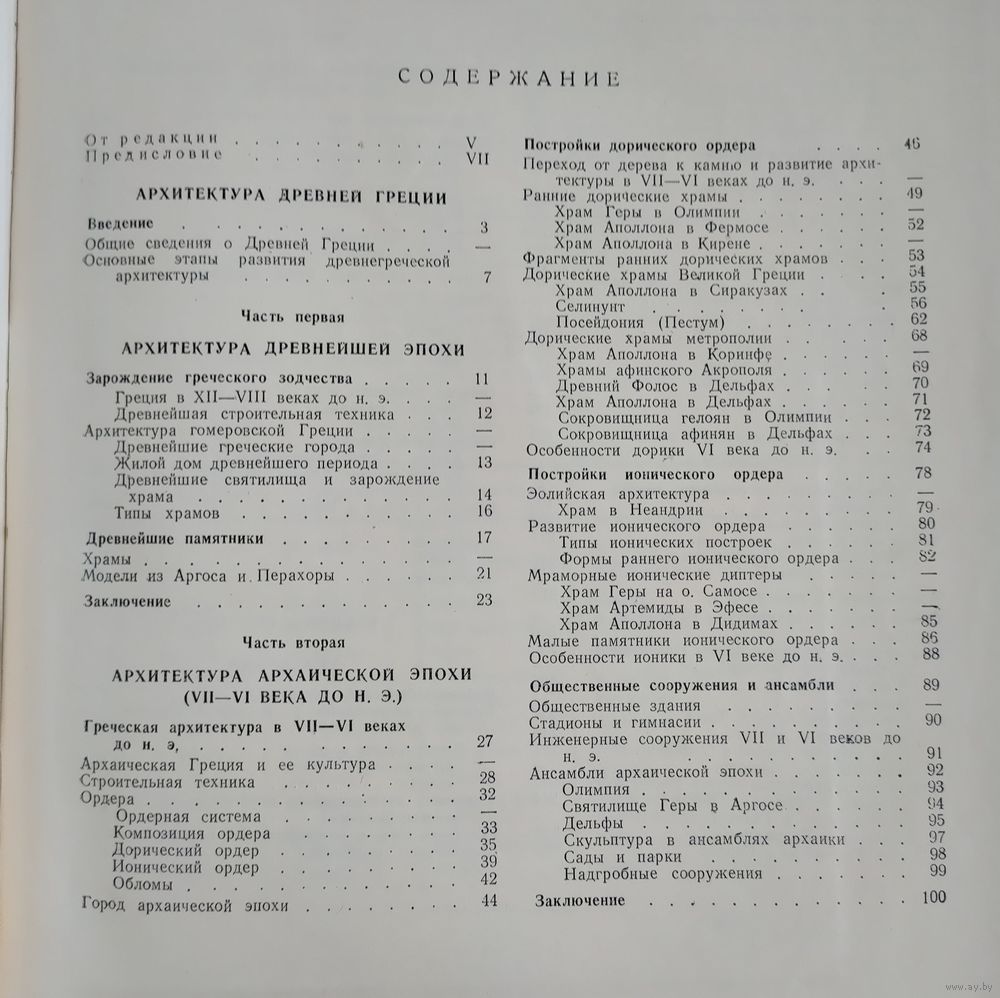 СОДЕРЖАНИЕ
От редакции . . . . . . . . . . . V
Предисловие . . . . . . . . . . VII
АРХИТЕКТУРА ДРЕВНЕЙ ГРЕЦИИ
Введение . . . . . . . . . . . . 3
Общие сведения о Древней Греции . . . . —
Основные этапы развития древнегреческой
архитектуры . . . . . . . . . . . 7
Часть первая
АРХИТЕКТУРА ДРЕВНЕЙШЕЙ ЭПОХИ
Зарождение греческого зодчества . . . . . 11
Греция в XII—VIII веках до н. э. . . . . —
Древнейшая строительная техника . . . 12
Архитектура гомеровской Греции . . . . . —
Древнейшие греческие города . . . . . —
Жилой дом древнейшего периода . . . . 13
Древнейшие святилища и зарождение
храма . . . . . . . . . . . . . 14
Типы храмов . . . . . . . . . . . 16
Древнейшие памятники . . . . . . . . . 17
Храмы . . . . . . . . . . . . . . —
Модели из Аргоса и Перахоры . . . . . . 21
Заключение . . . . . . . . . . . . 23
Часть вторая
АРХИТЕКТУРА АРХАИЧЕСКОЙ ЭПОХИ
(VII—VI ВЕКА ДО Н. Э.)
Греческая архитектура в VII—VI веках
до н. э, . . . . . . . . . . . . 27
Архаическая Греция и ее культура . . . . —
Строительная техника . . . . . . . . . 28
Ордера . . . . . . . . . . . . . . 32
Ордерная система . . . . . . . . . —
Композиция ордера . . . . . . . . 33
Дорический ордер . . . . . . . . . 35
Ионический ордер . . . . . . . . . 39
Обломы . . . . . . . . . . . . . 42
Город архаической эпохи . . . . . . . . 44
Постройки дорического ордера . . . . 46
Переход от дерева к камню и развитие архи-
тектуры в VII—VI веках до н. э. . . . —
Ранние дорические храмы . . . . . . . . 49
Храм Геры в Олимпии . . . . . . . —
Храм Аполлона в Фермосе . . . . . . 52
Храм Аполлона в Кирене . . . . . . . —
Фрагменты ранних дорических храмов . . . 53
Дорические храмы Великой Греции . . . . 54
Храм Аполлона в Сиракузах . . . 55
Селинунт . . . . . . . . . 56
Посейдония (Пестум) . . . . . . . . 62
Дорические храмы метрополии . . . . . . 68
Храм Аполлона в Коринфе . . . . . . —
Храмы афинского Акрополя . . . . . . 69
Древний Фолос в Дельфах . . . . . . 70
Храм Аполлона в Дельфах . . . . . . 71
Сокровищница гелоян в Олимпии . . . 72
Сокровищница афинян в Дельфах . . . 73
Особенности дорики VI века до н. э. . . . 74
Постройки ионического ордера . . . . . 78
Эолийская архитектура . . . . . . . . . —
Храм в Неандрии . . . . . . . . . 79
Развитие ионического ордера . . . . . . 80
Типы ионических построек . . . . . . 81
Формы раннего ионического ордера . . . 82
Мраморные ионические диптеры . . . . . —
Храм Геры на о. Самосе . . . . . . . —
Храм Артемиды в Эфесе . . . . . . . —
Храм Аполлона в Дидимах . . . . . . 85
Малые памятники ионического ордера . . . 86
Особенности ионики в VI веке до н. э. . . . 88
Общественные сооружения и ансамбли . . . 89
Общественные здания . . . . . . . . . —
Стадионы и гимнасии . . . . . . . . . . 90
Инженерные сооружения VII и VI веков до
н. э. . . . . . . . . . . . . 91
Ансамбли архаической эпохи . . . . . . . 92
Олимпия . . . . . . . . . . . . . 93
Святилище Геры в Аргосе . . . . . . 94
Дельфы . . . . . . . . . . . . . 95
Скульптура в ансамблях архаики . . . 97
Сады и парки . . . . . . . . . . 98
Надгробные сооружения . . . . . . . 99
Заключение . . . . . . . . . . . . . 100
www.ay.by